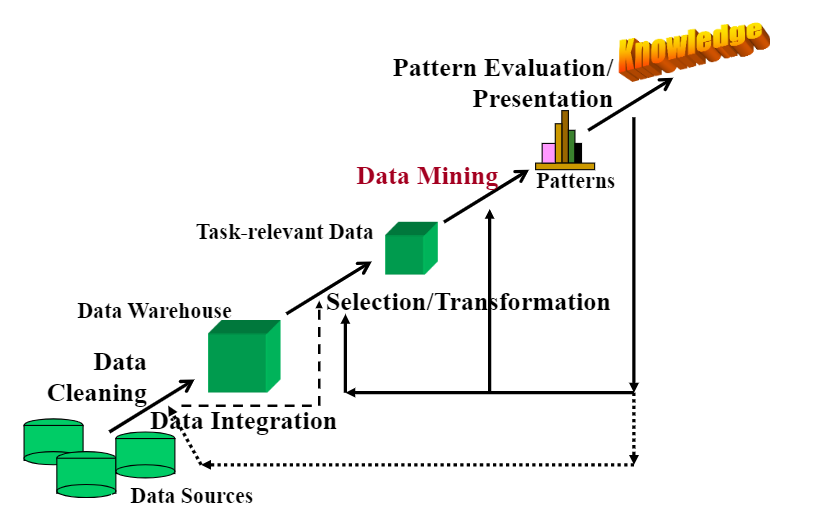 Knowledge
Pattern Evaluation/
Presentation
Data Mining
Patterns
Task-relevant Data
Selection/Transformation
Data Warehouse
Data
Cleaning
Data Integration
Data Sources